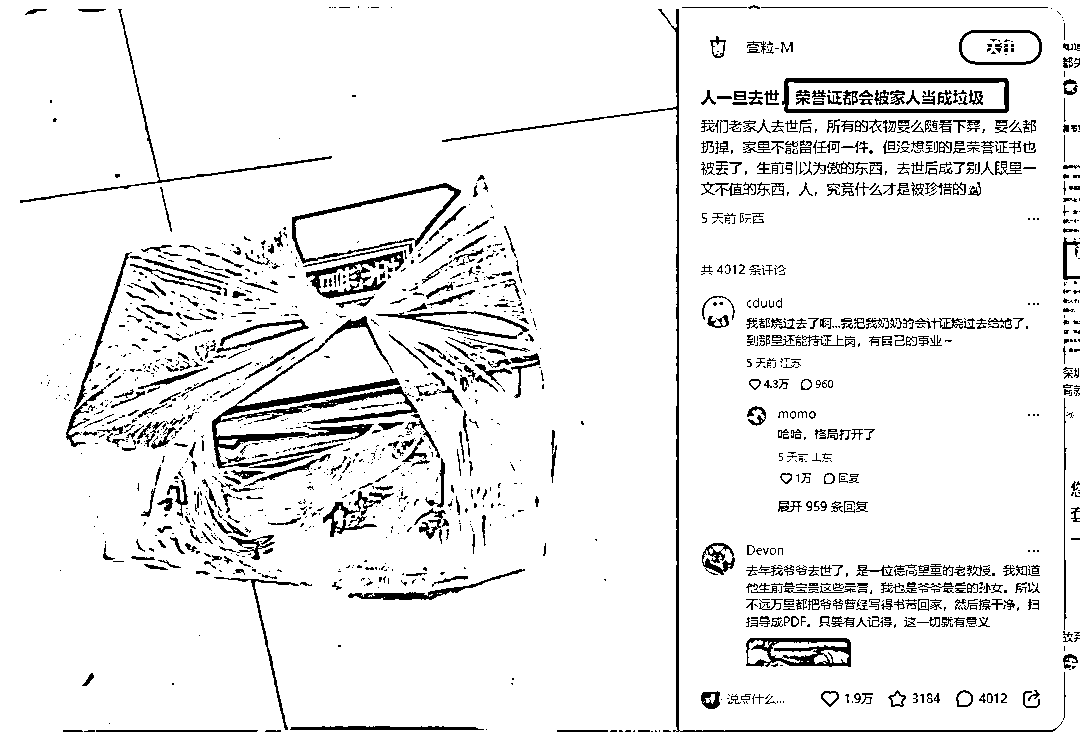 壹粒-M
人一旦去世,荣誉证都会被家人当成垃圾
我们老家人去世后，所有的衣物要么随着下葬，要么都
扔掉，家里不能留任何一件。但没想到的是荣誉证书也
被丢了，生前引以为傲的东西，去世后成了别人眼里一
文不值的东西，人，究竟什么才是被珍惜的
5 天前 陕西
共 4012 条评论
cduud
我都烧过去了啊...我把我奶奶的会计证烧过去给她了，
到那里还能持证上岗，有自己的事业~
5 天前 江苏
4.3万 960
momo
哈哈，格局打开了
5 天前 山东
1万 回复
展开 959 条回复
Devon
去年我爷爷去世了，是一位德高望重的老教授。我知道
他生前最宝贵这些荣誉，我也是爷爷最爱的孙女。所以
不远万里都把爷爷曾经写得书带回家，然后擦干净，扫
描导成PDF。只要有人记得，这一切就有意义
说点什么... 1.9万 3184 4012